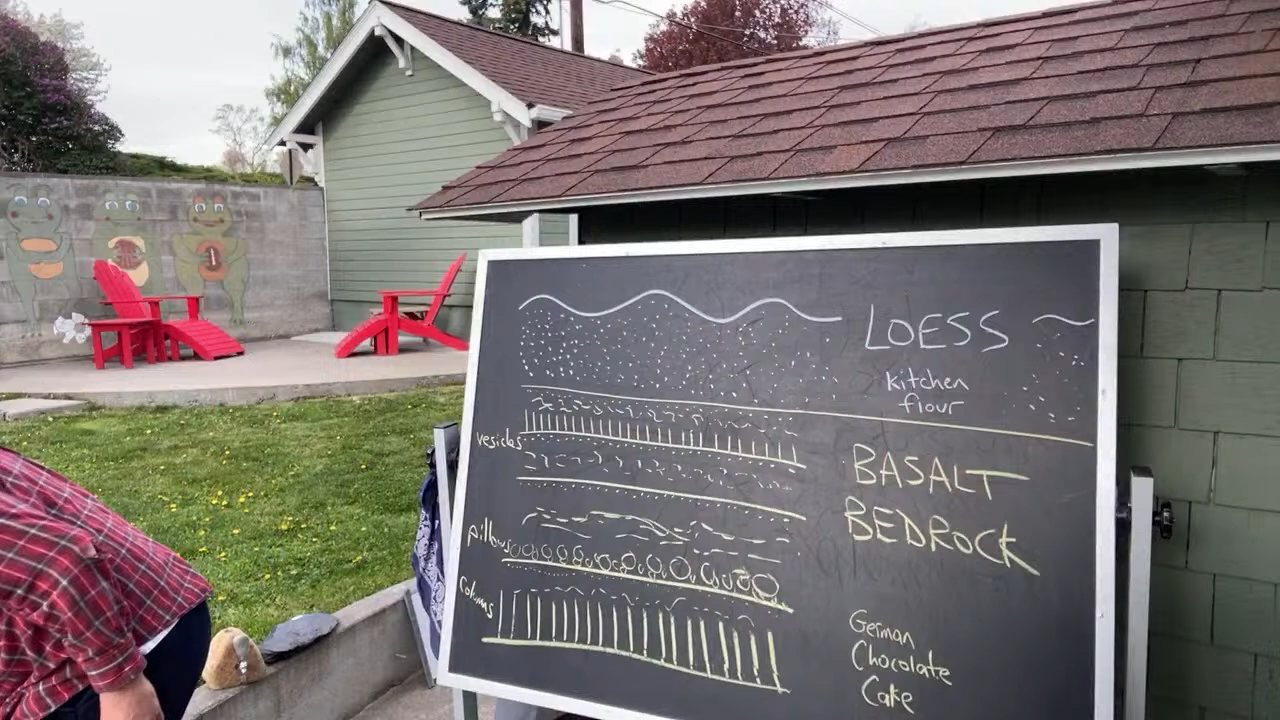 LOESS
kitchen
flour
vesicles
BASALT
BEDROCK
pillows
Columns
German
Chocolate
Cake